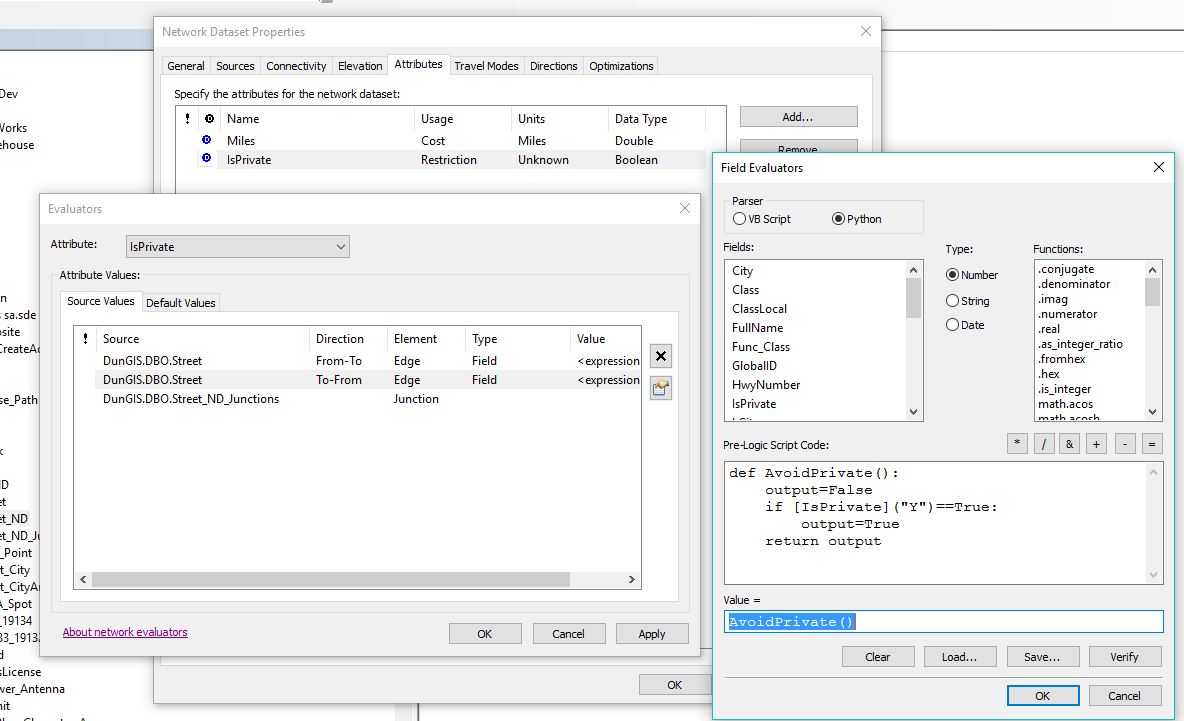 Network Dataset Properties
General Sources Connectivity Elevation Attributes Travel Modes Directions Optimizations
Specify the attributes for the network dataset:
! Name Usage Units Data Type
Miles Cost Miles Double
IsPrivate Restriction Unknown Boolean
Add...
Remove
OK
Evaluators
Attribute: IsPrivate
Attribute Values:
Source Values Default Values
! Source Direction Element Type Value
DunGIS.DBO.Street From-To Edge Field <expression
DunGIS.DBO.Street To-From Edge Field <expression
DunGIS.DBO.Street_ND_Junctions Junction
About network evaluators
OK Cancel Apply
Field Evaluators
Parser
VB Script Python
Fields:
City
Class
ClassLocal
FullName
Func_Class
GlobalID
HwyNumber
IsPrivate
Type:
Number
String
Date
Functions:
.conjugate
.denominator
.imag
.numerator
.real
.as_integer_ratio
.fromhex
.hex
.is_integer
math.acos
math.acosh
Pre-Logic Script Code:
* / & + - =
def AvoidPrivate():
output=False
if [IsPrivate]("Y")==True:
output=True
return output
Value =
AvoidPrivate()
Clear Load... Save... Verify
OK Cancel
Dev
Works
ehouse
n
s sa.sde
osite
CreateAd
se_Path
ND
et
et_ND
et_ND_Ju
_Point
t_City
t_CityAr
A_Spot
_19134
33_1913
d
sLicense
wer_Antenna
nit